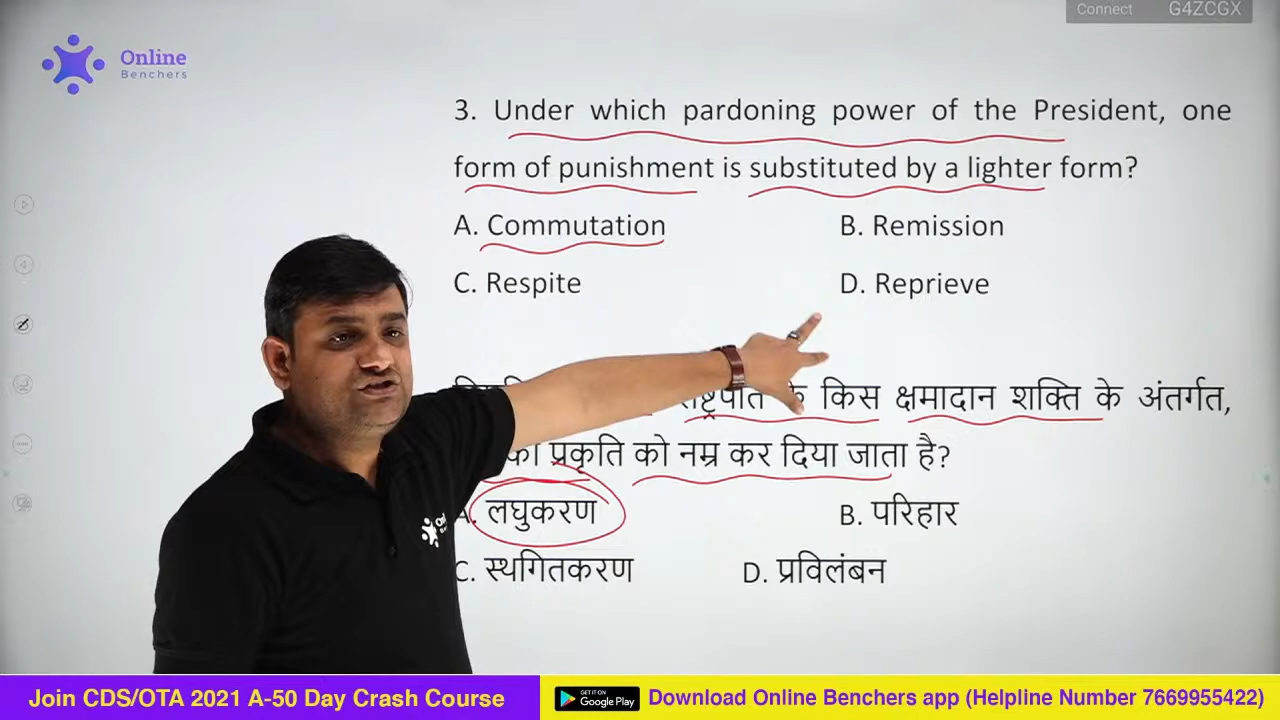 Connect G4ZCGX
Online
Benchers
3. Under which pardoning power of the President, one
form of punishment is substituted by a lighter form?
A. Commutation B. Remission
C. Respite D. Reprieve
किस क्षमादान शक्ति के अंतर्गत,
प्रकृति को नम्र कर दिया जाता है?
A. लघुकरण B. परिहार
C. स्थगितकरण D. प्रविलंबन
Join CDS/OTA 2021 A-50 Day Crash Course
GET IT ON
Google Play
Download Online Benchers app (Helpline Number 7669955422)